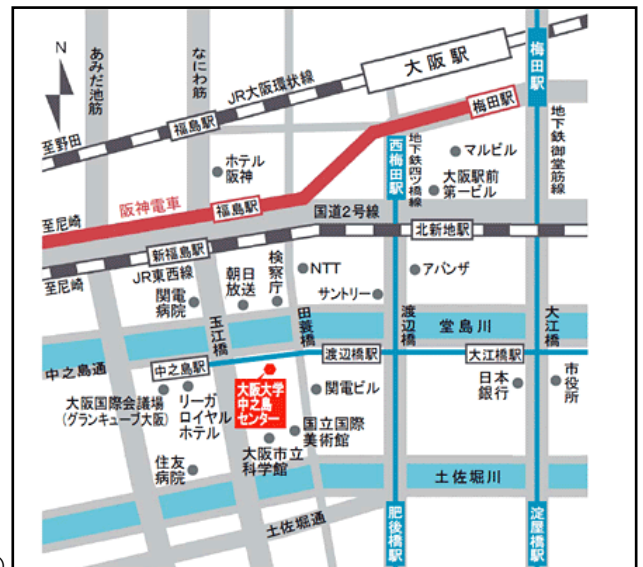 N
あみだ池筋
なにわ筋
JR大阪環状線
大阪駅
梅田駅
至野田
福島駅
梅田駅
地下鉄御堂筋線
ホテル
阪神
西梅田駅
地下鉄四ツ橋線
マルビル
大阪駅前
第一ビル
阪神電車
福島駅
国道2号線
至尼崎
新福島駅
北新地駅
至尼崎
JR東西線
関電
病院
朝日
放送
検察庁
NTT
アバンザ
サントリー
玉江橋
田蓑橋
渡辺橋
堂島川
大江橋
中之島通
中之島駅
渡辺橋駅
大江橋駅
大阪国際会議場
(グランキューブ大阪)
リーガ
ロイヤル
ホテル
大阪大学
中之島
センター
関電ビル
日本
銀行
市役所
国立国際
美術館
大阪市立
科学館
住友
病院
土佐堀川
土佐堀通
肥後橋駅
淀屋橋駅